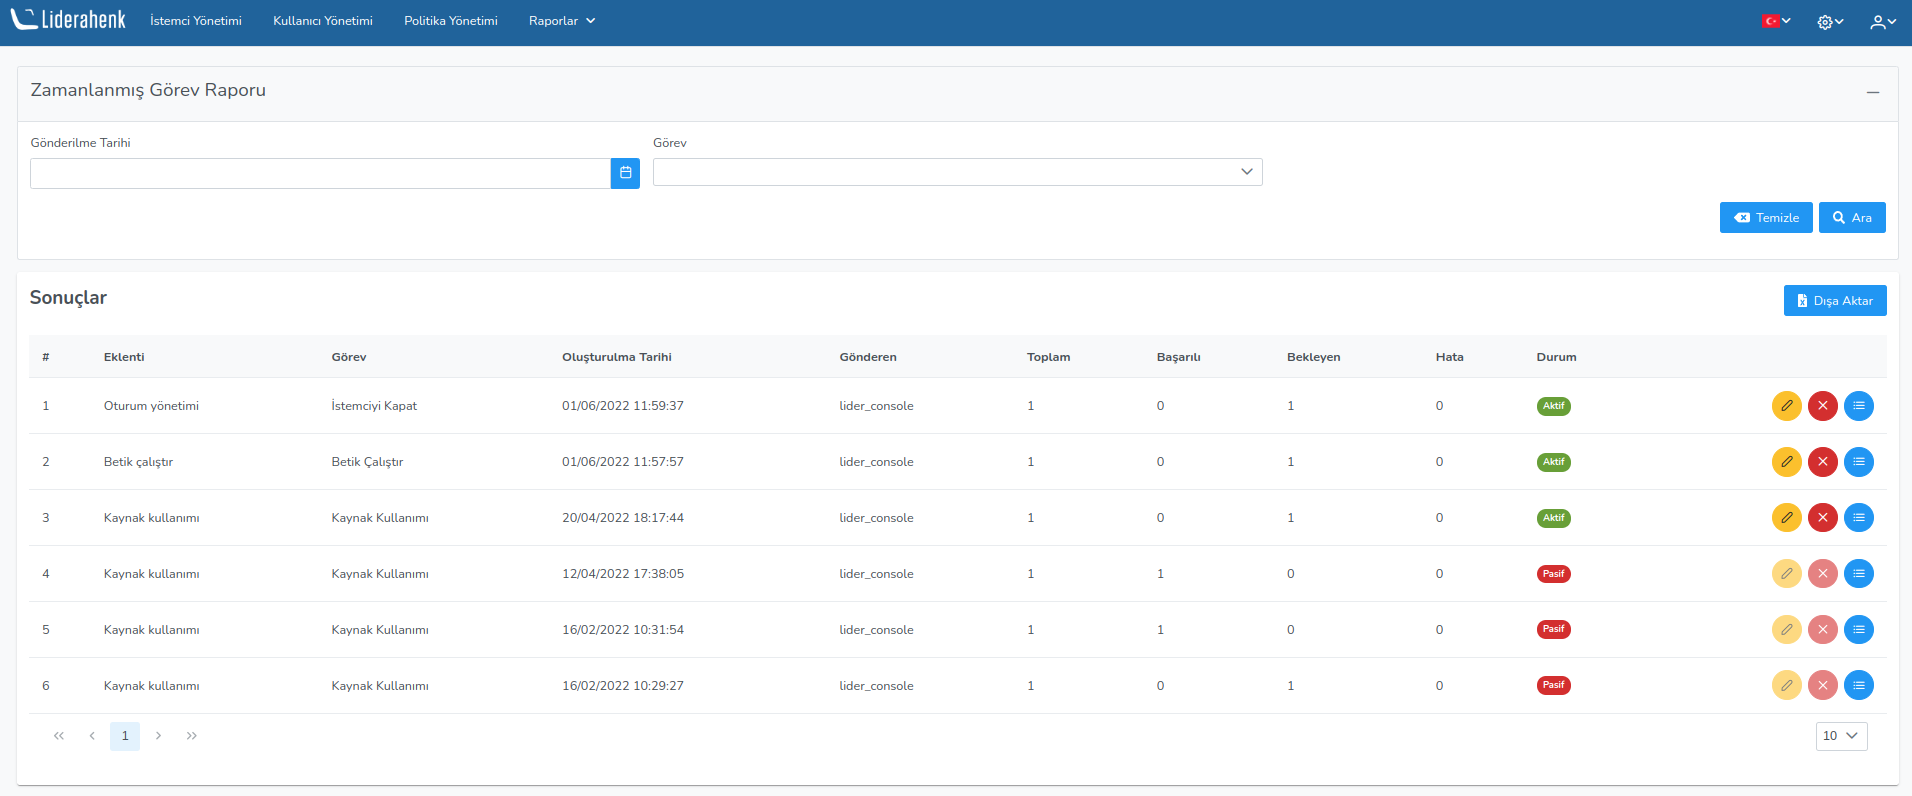 Liderahenk İstemci Yönetimi Kullanıcı Yönetimi Politika Yönetimi Raporlar
Zamanlanmış Görev Raporu
Gönderilme Tarihi Görev
Temizle Ara
Sonuçlar Dışa Aktar
# Eklenti Görev Oluşturulma Tarihi Gönderen Toplam Başarılı Bekleyen Hata Durum
1 Oturum yönetimi İstemciyi Kapat 01/06/2022 11:59:37 lider_console 1 0 1 0 Aktif
2 Betik çalıştır Betik Çalıştır 01/06/2022 11:57:57 lider_console 1 0 1 0 Aktif
3 Kaynak kullanımı Kaynak Kullanımı 20/04/2022 18:17:44 lider_console 1 0 1 0 Aktif
4 Kaynak kullanımı Kaynak Kullanımı 12/04/2022 17:38:05 lider_console 1 1 0 0 Pasif
5 Kaynak kullanımı Kaynak Kullanımı 16/02/2022 10:31:54 lider_console 1 1 0 0 Pasif
6 Kaynak kullanımı Kaynak Kullanımı 16/02/2022 10:29:27 lider_console 1 0 1 0 Pasif
1 10